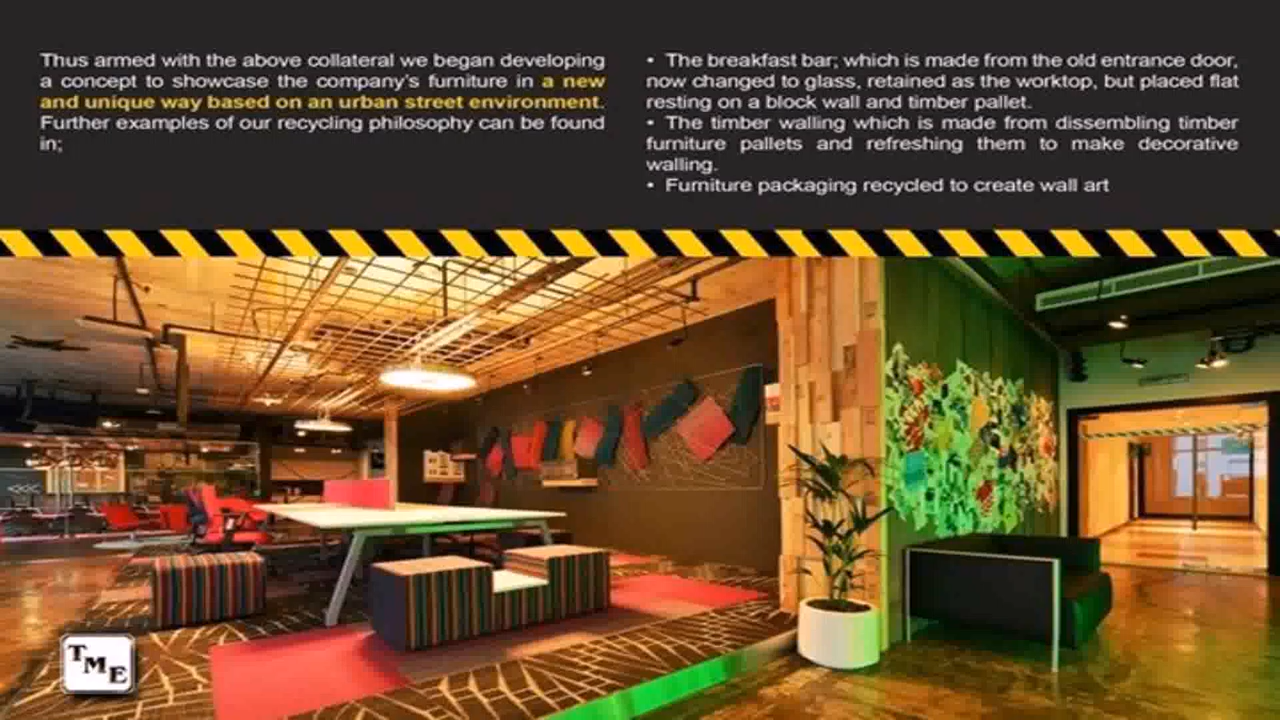 Thus armed with the above collateral we began developing
a concept to showcase the company's furniture in a new
and unique way based on an urban street environment.
Further examples of our recycling philosophy can be found
in;
• The breakfast bar; which is made from the old entrance door,
now changed to glass, retained as the worktop, but placed flat
resting on a block wall and timber pallet.
• The timber walling which is made from dissembling timber
furniture pallets and refreshing them to make decorative
walling.
• Furniture packaging recycled to create wall art
TME